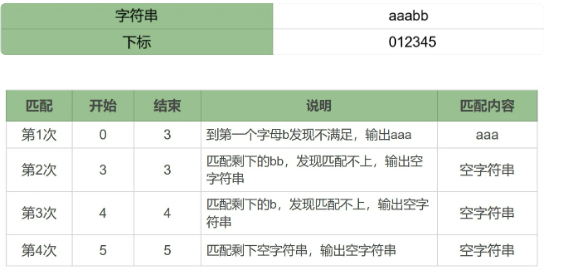 字符串 aaabb
下标 012345
匹配 开始 结束 说明 匹配内容
第1次 0 3 到第一个字母b发现不满足，输出aaa aaa
第2次 3 3 匹配剩下的bb，发现匹配不上，输出空
字符串 空字符串
第3次 4 4 匹配剩下的b，发现匹配不上，输出空字
符串 空字符串
第4次 5 5 匹配剩下空字符串，输出空字符串 空字符串